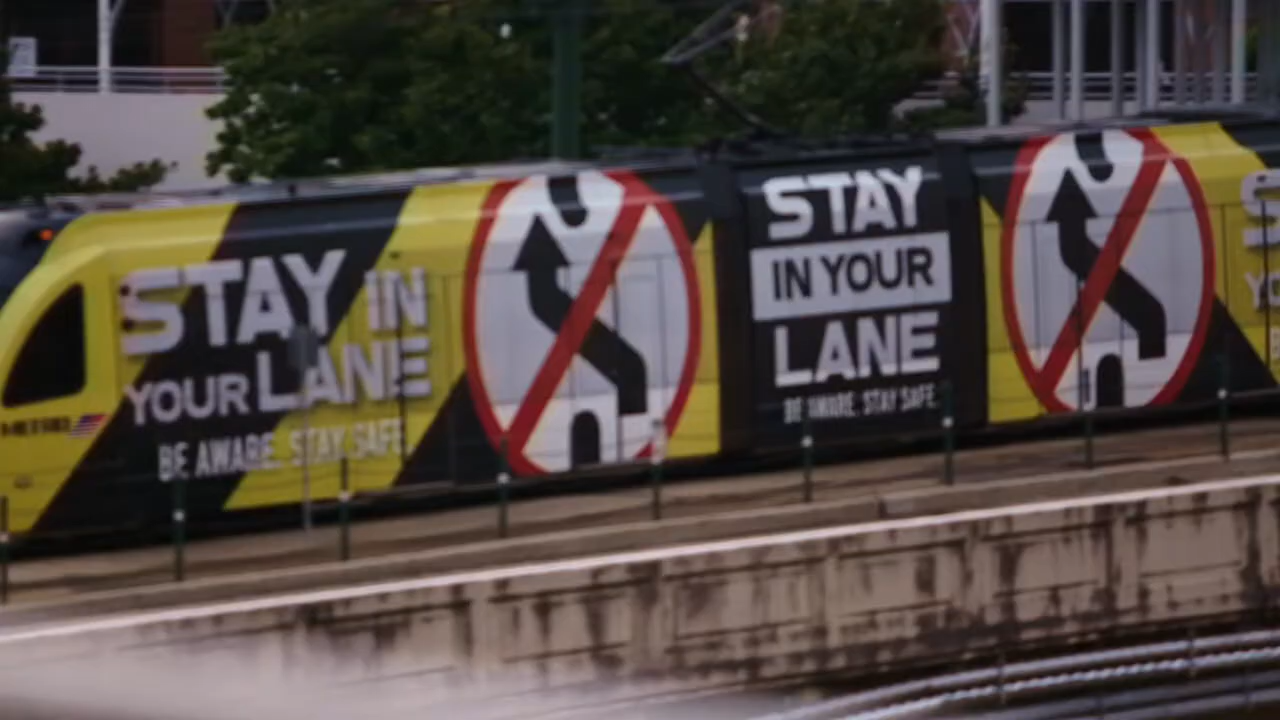 STAY IN
YOUR LANE
BE AWARE. STAY SAFE.
STAY
IN YOUR
LANE
BE AWARE. STAY SAFE.
S